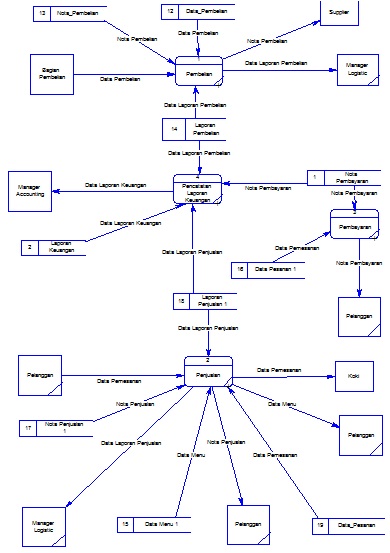 13 Nota_Pembelian
12 Data_Pembelian
Supplier
Nota Pembelian
Data Pembelian
Nota Pembelian
Bagian
Pembelian
Data Pembelian
1
Pembelian
Data Laporan Pembelian
Manager
Logistic
Data Laporan Pembelian
14 Laporan
Pembelian
Data Laporan Pembelian
Manager
Accounting
Data Laporan Keuangan
4
Pencatatan
Laporan
Keuangan
Nota Pembayaran
1 Nota
Pembayaran
Nota Pembayaran
Data Laporan Keuangan
2 Laporan
Keuangan
3
Pembayaran
Data Pemesanan
16 Data Pesanan 1
Nota Pembayaran
Data Laporan Penjualan
18 Laporan
Penjualan 1
Pelanggan
Data Laporan Penjualan
Pelanggan
Data Pemesanan
2
Penjualan
Data Pemesanan
Koki
Nota Penjualan
Data Menu
17 Nota Penjualan
1
Data Laporan Penjualan
Nota Penjualan
Pelanggan
Data Menu
Data Pemesanan
Manager
Logistic
15 Data Menu 1
Pelanggan
19 Data_Pesanan